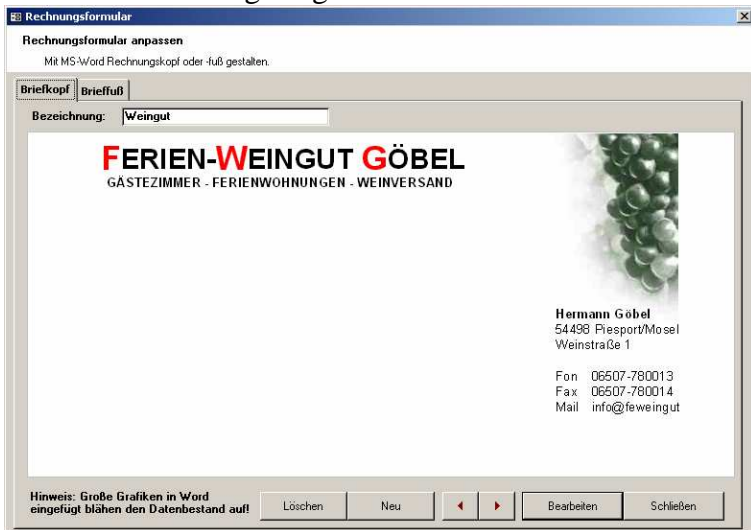 Rechnungsformular
Rechnungsformular anpassen
Mit MS-Word Rechnungskopf oder -fuß gestalten.
Briefkopf Brieffuß
Bezeichnung: Weingut
FERIEN-WEINGUT GÖBEL
GÄSTEZIMMER - FERIENWOHNUNGEN - WEINVERSAND
Hermann Göbel
54498 Piesport/Mosel
Weinstraße 1
Fon 06507-780013
Fax 06507-780014
Mail info@feweingut
Hinweis: Große Grafiken in Word
eingefügt blähen den Datenbestand auf!
Löschen Neu Bearbeiten Schließen